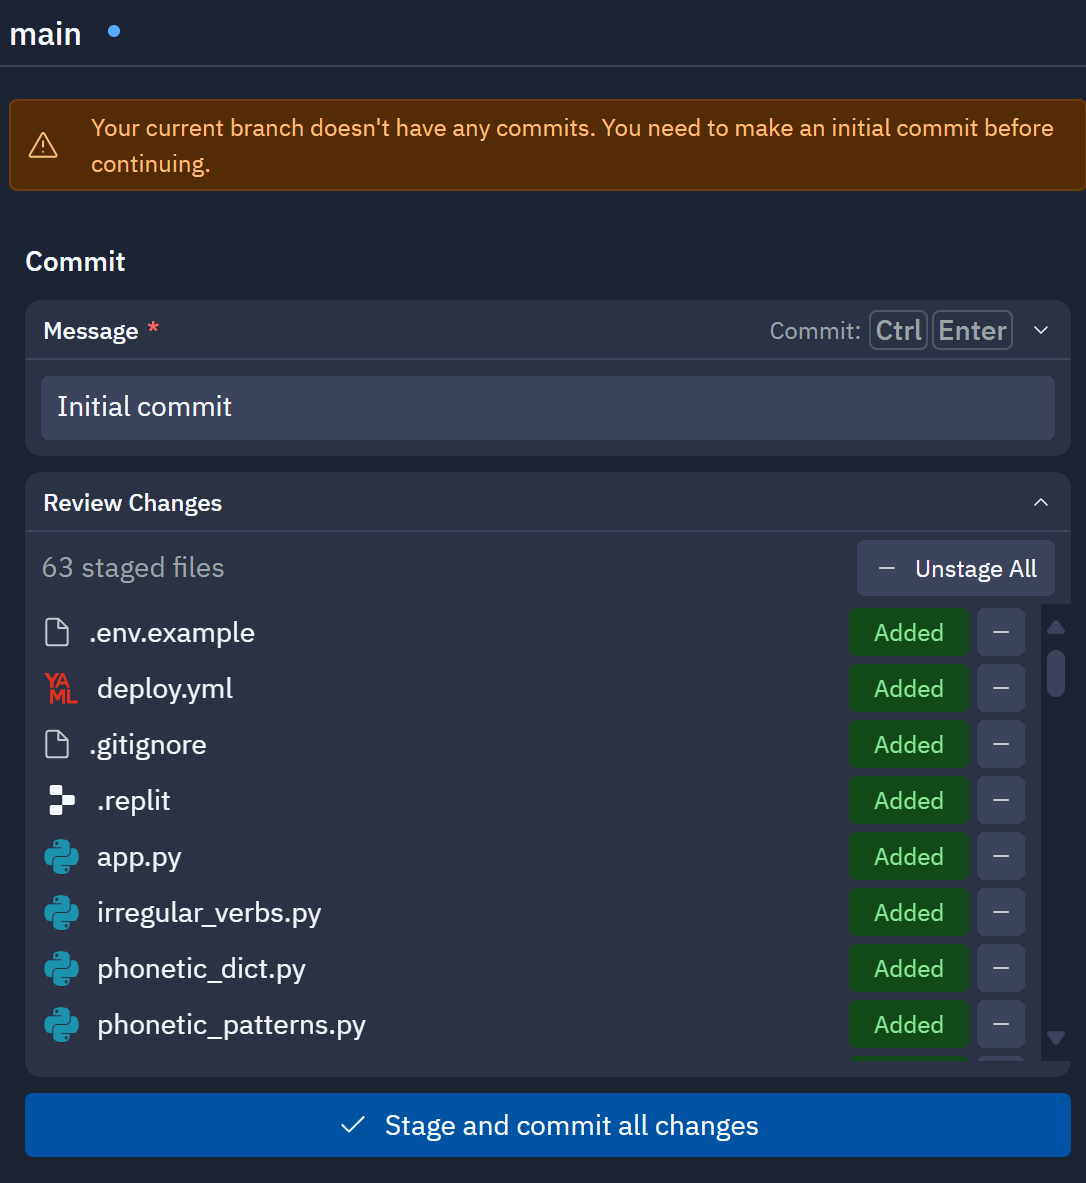 main
Your current branch doesn't have any commits. You need to make an initial commit before
continuing.
Commit
Message *
Commit: Ctrl Enter
Initial commit
Review Changes
63 staged files
Unstage All
.env.example Added
YAML deploy.yml Added
.gitignore Added
.replit Added
app.py Added
irregular_verbs.py Added
phonetic_dict.py Added
phonetic_patterns.py Added
Stage and commit all changes